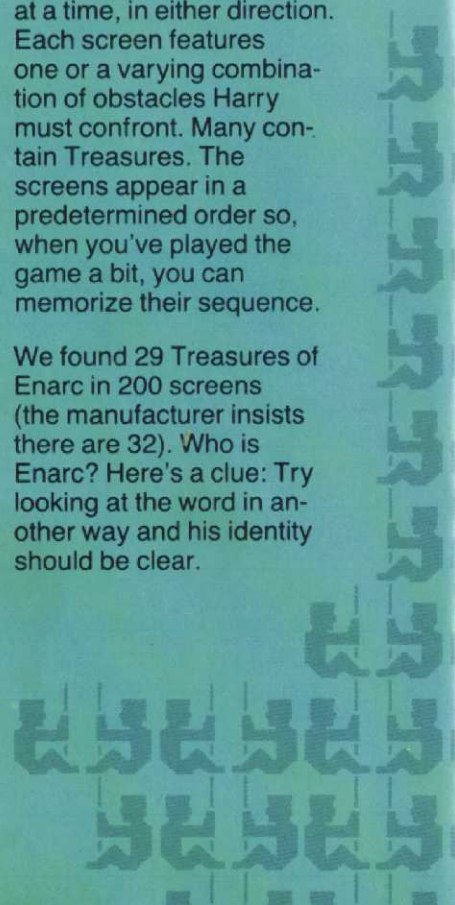 at a time, in either direction.
Each screen features
one or a varying combina-
tion of obstacles Harry
must confront. Many con-
tain Treasures. The
screens appear in a
predetermined order so,
when you've played the
game a bit, you can
memorize their sequence.
We found 29 Treasures of
Enarc in 200 screens
(the manufacturer insists
there are 32). Who is
Enarc? Here's a clue: Try
looking at the word in an-
other way and his identity
should be clear.